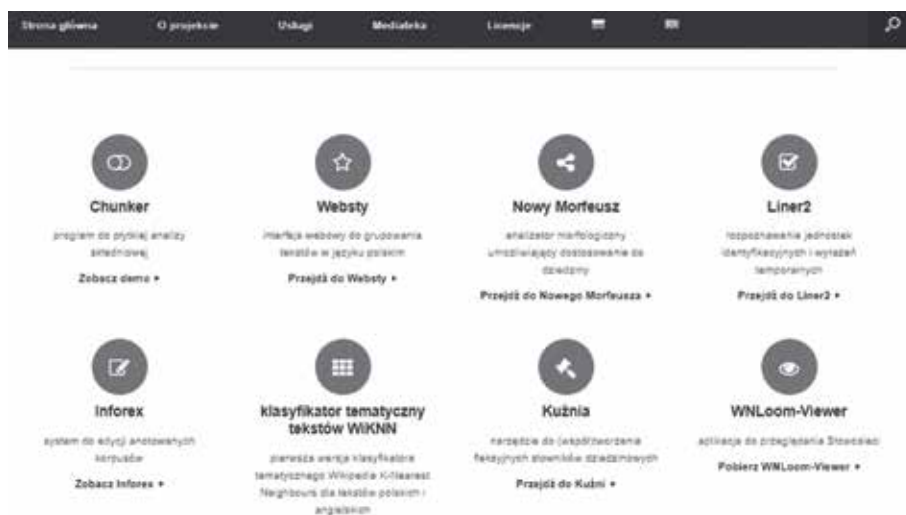 Strona główna O projekcie Usługi Mediateka Licencje
Chunker
program do płytkiej analizy
składniowej
Zobacz demo
Websty
interfejs webowy do grupowania
tekstów w języku polskim
Przejdź do Websty
Nowy Morfeusz
analizator morfologiczny
umożliwiający dostosowanie do
dziedziny
Przejdź do Nowego Morfeusza
Liner2
rozpoznawanie jednostek
identyfikacyjnych i wyrażeń
temporalnych
Przejdź do Liner2
Inforex
system do edycji anotowanych
korpusów
Zobacz Inforex
klasyfikator tematyczny
tekstów WiKNN
pierwsza wersja klasyfikatora
tematycznego Wikipedia K-Nearest
Neighbours dla tekstów polskich i
angielskich
Kuźnia
narzędzie do (współ)tworzenia
fleksyjnych słowników dziedzinowych
Przejdź do Kuźni
WNLoom-Viewer
aplikacja do przeglądania Słowosieci
Pobierz WNLoom-Viewer